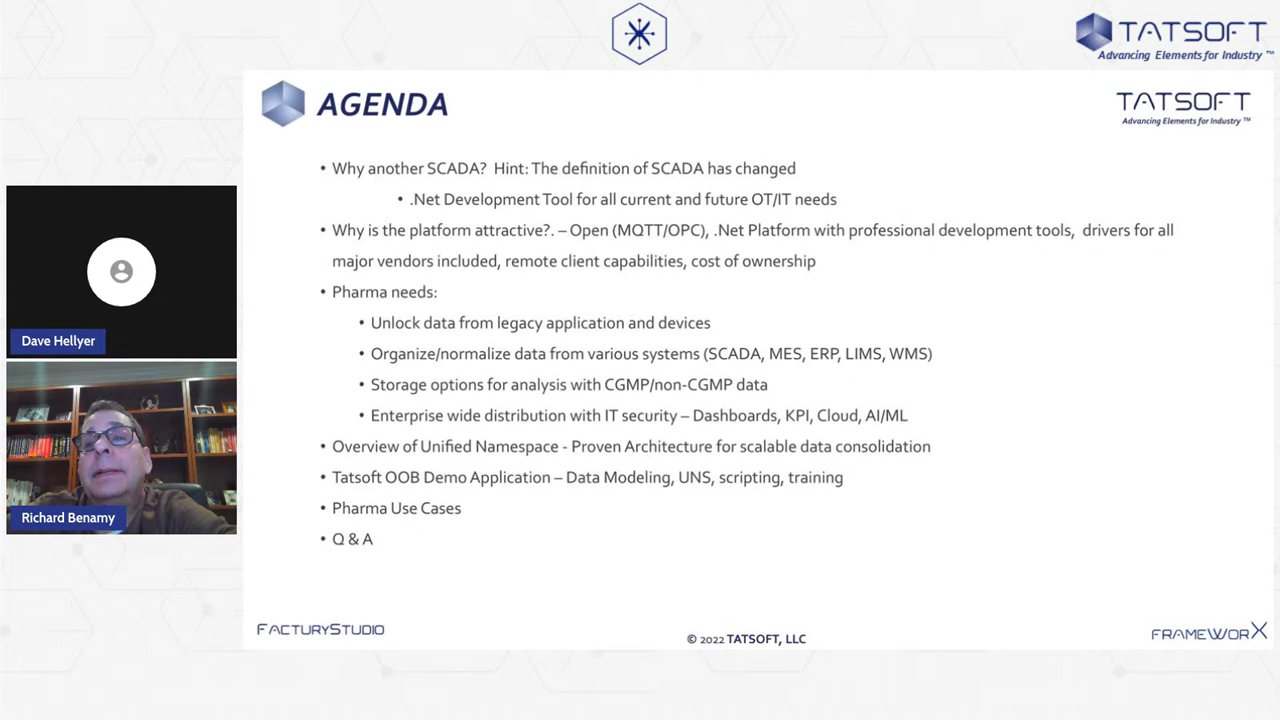 TATSOFT
Advancing Elements for Industry ™
AGENDA
TATSOFT
Advancing Elements for Industry ™
• Why another SCADA? Hint: The definition of SCADA has changed
• .Net Development Tool for all current and future OT/IT needs
• Why is the platform attractive?. – Open (MQTT/OPC), .Net Platform with professional development tools, drivers for all
major vendors included, remote client capabilities, cost of ownership
• Pharma needs:
• Unlock data from legacy application and devices
• Organize/normalize data from various systems (SCADA, MES, ERP, LIMS, WMS)
• Storage options for analysis with CGMP/non-CGMP data
• Enterprise wide distribution with IT security – Dashboards, KPI, Cloud, AI/ML
• Overview of Unified Namespace - Proven Architecture for scalable data consolidation
• Tatsoft OOB Demo Application – Data Modeling, UNS, scripting, training
• Pharma Use Cases
• Q & A
Dave Hellyer
Richard Benamy
FACTURYSTUDIO
© 2022 TATSOFT, LLC
FRAMEWORX